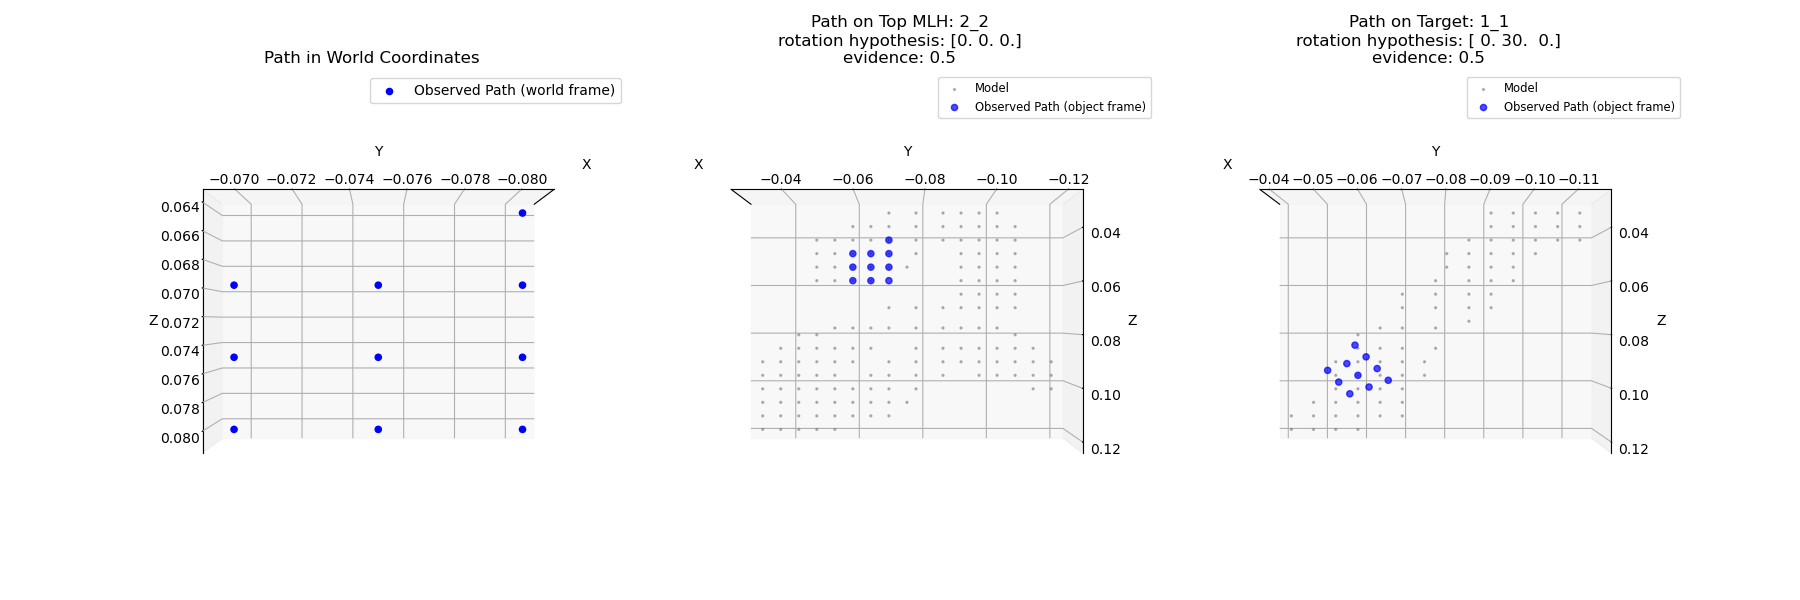 Path in World Coordinates
Observed Path (world frame)
Y
X
−0.070 −0.072 −0.074 −0.076 −0.078 −0.080
Z
0.064
0.066
0.068
0.070
0.072
0.074
0.076
0.078
0.080
Path on Top MLH: 2_2
rotation hypothesis: [0. 0. 0.]
evidence: 0.5
Model
Observed Path (object frame)
X
Y
−0.04 −0.06 −0.08 −0.10 −0.12
0.04
0.06
0.08
0.10
0.12
Z
Path on Target: 1_1
rotation hypothesis: [ 0. 30.  0.]
evidence: 0.5
Model
Observed Path (object frame)
X
Y
−0.04 −0.05 −0.06 −0.07 −0.08 −0.09 −0.10 −0.11
0.04
0.06
0.08
0.10
0.12
Z